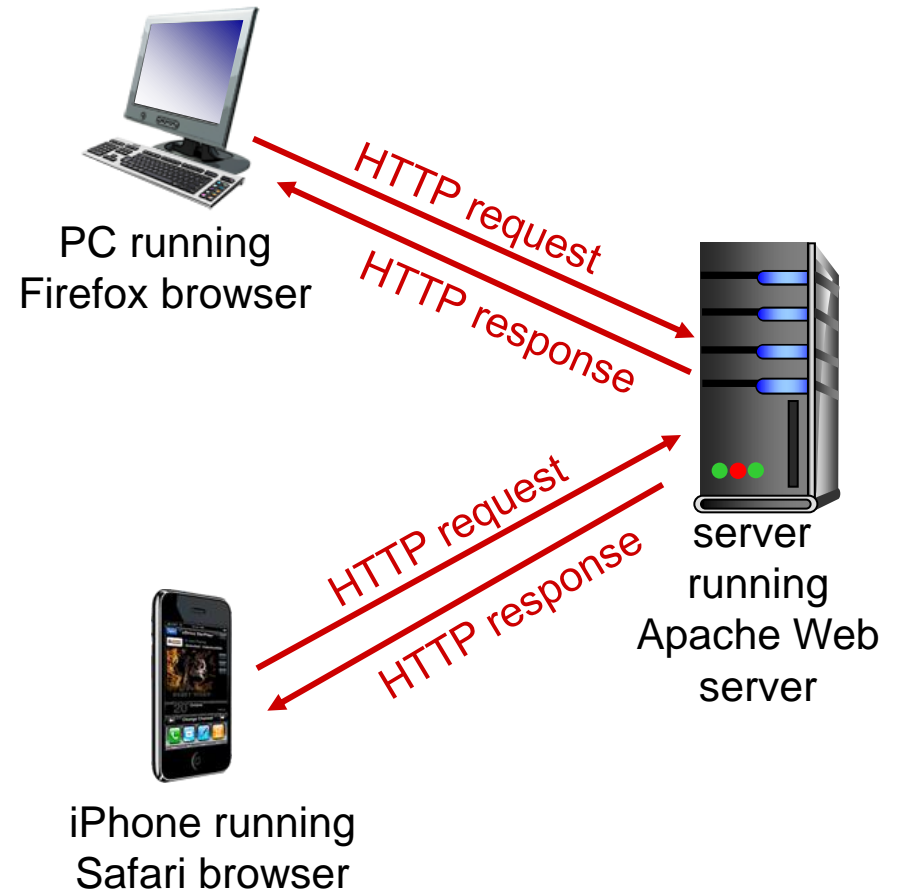 HTTP request
HTTP response
PC running
Firefox browser
HTTP request
HTTP response
server
running
Apache Web
server
iPhone running
Safari browser